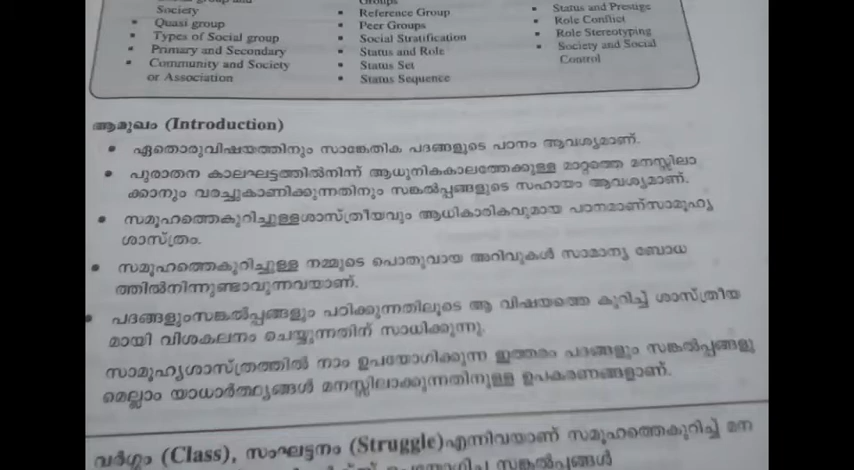 Society
Groups
Status and Prestige
Quasi group
Reference Group
Role Conflict
Types of Social group
Peer Groups
Role Stereotyping
Primary and Secondary
Social Stratification
Society and Social
Community and Society
Status and Role
Control
or Association
Status Set
Status Sequence
ആമുഖം (Introduction)
ഏതൊരുവിഷയത്തിനും സാങ്കേതിക പദങ്ങളുടെ പഠനം ആവശ്യമാണ്.
പുരാതന കാലഘട്ടത്തിൽനിന്ന് ആധുനികകാലത്തേക്കുള്ള മാറ്റത്തെ മനസ്സിലാ
ക്കാനും വരച്ചുകാണിക്കുന്നതിനും സങ്കൽപ്പങ്ങളുടെ സഹായം ആവശ്യമാണ്.
സമൂഹത്തെകുറിച്ചുള്ളശാസ്ത്രീയവും ആധികാരികവുമായ പഠനമാണ്സാമൂഹ്യ
ശാസ്ത്രം.
സമൂഹത്തെകുറിച്ചുള്ള നമ്മുടെ പൊതുവായ അറിവുകൾ സാമാന്യ ബോധ
ത്തിൽനിന്നുണ്ടാവുന്നവയാണ്.
പദങ്ങളുംസങ്കൽപ്പങ്ങളും പഠിക്കുന്നതിലൂടെ ആ വിഷയത്തെ കുറിച്ച് ശാസ്ത്രീയ
മായി വിശകലനം ചെയ്യുന്നതിന് സാധിക്കുന്നു.
സാമൂഹ്യശാസ്ത്രത്തിൽ നാം ഉപയോഗിക്കുന്ന ഇത്തരം പദങ്ങളും സങ്കൽപ്പങ്ങളു
മെല്ലാം യാഥാർത്ഥ്യങ്ങൾ മനസ്സിലാക്കുന്നതിനുള്ള ഉപകരണങ്ങളാണ്.
വർഗ്ഗം (Class), സംഘട്ടനം (Struggle)എന്നിവയാണ് സമൂഹത്തെകുറിച്ച് മന
ഉപയോഗിച്ച സങ്കൽപ്പങ്ങൾ